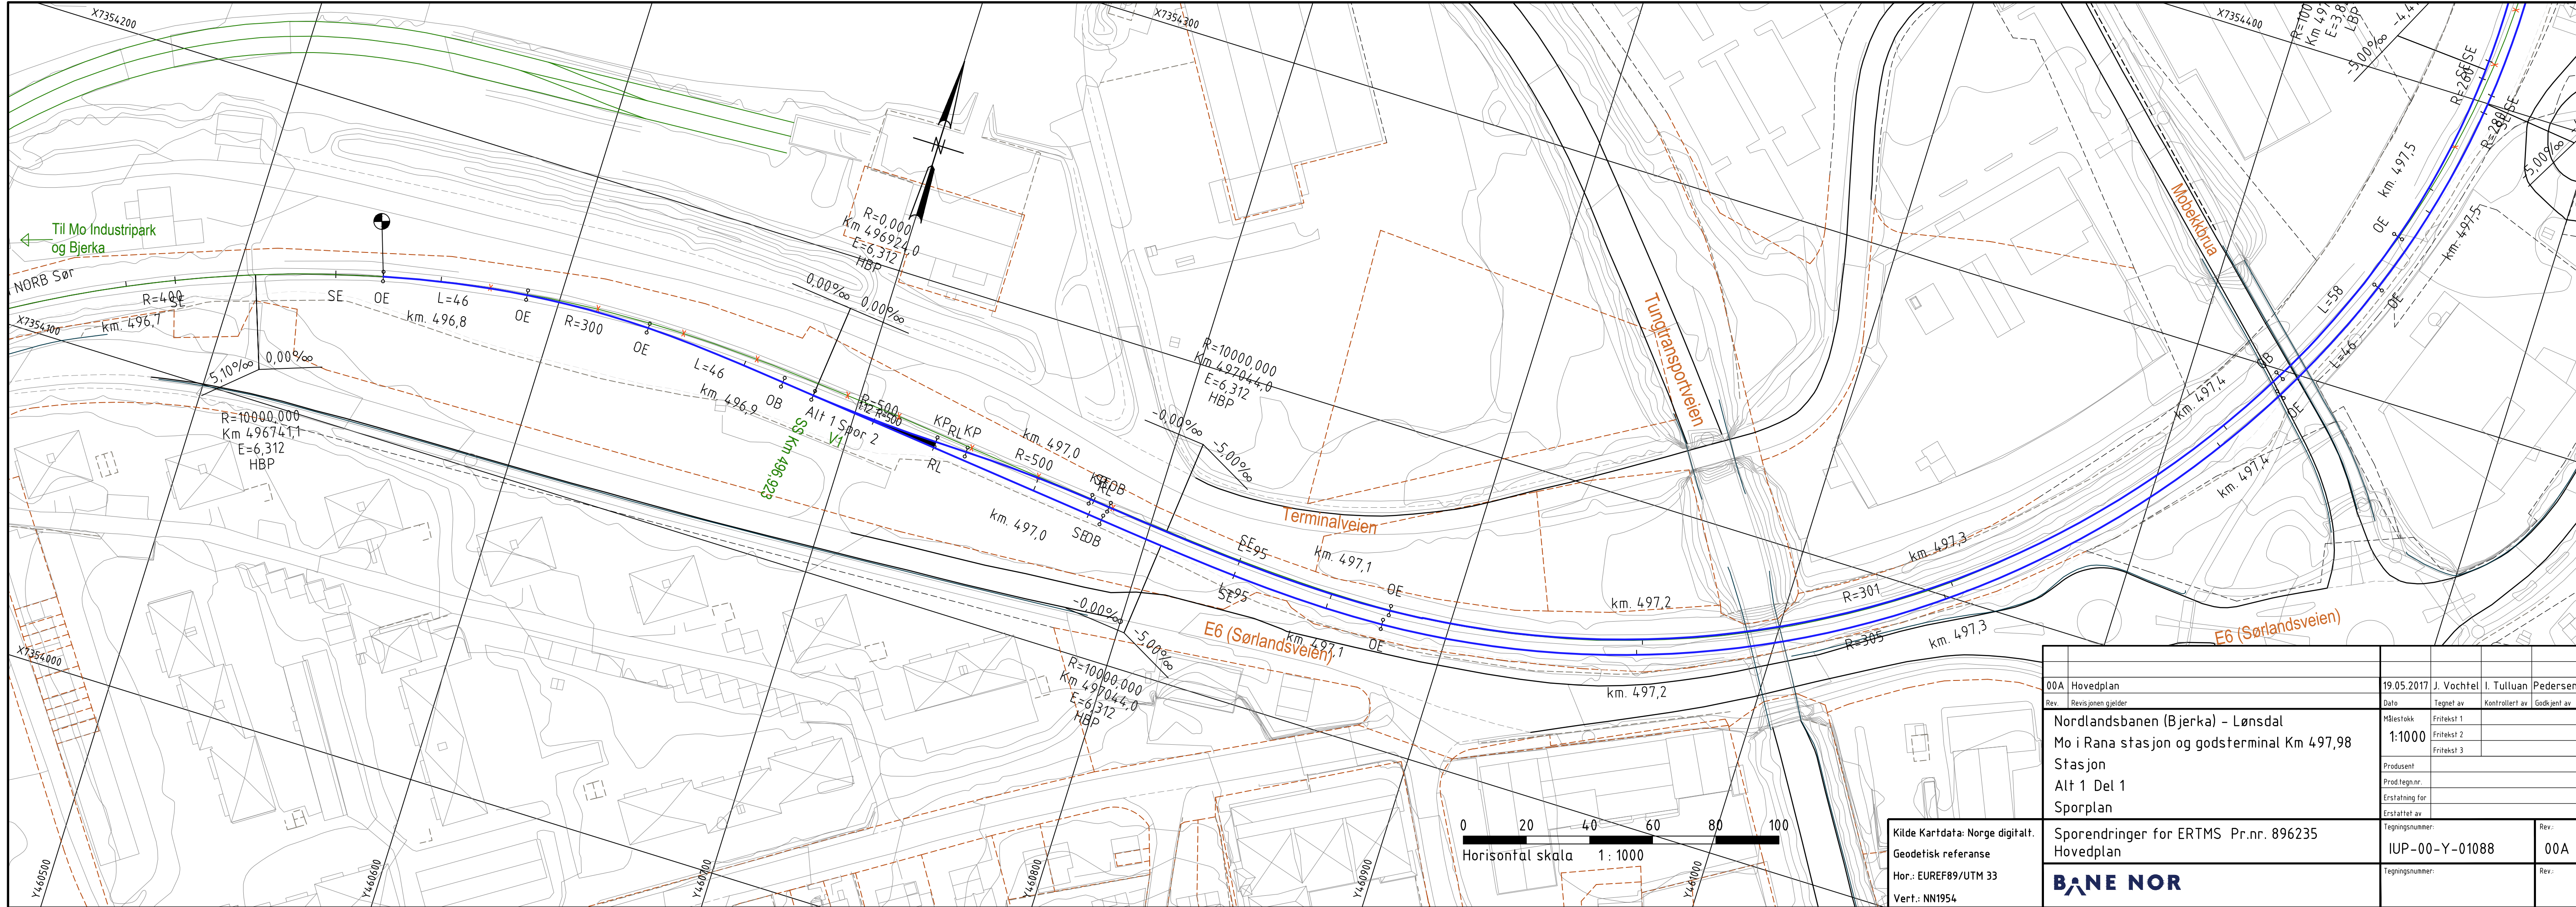 X7354200
X7354300
X7354400
-5,00‰
SE
R=260
R=280
-5,00‰
km. 497,5
km. 497,5
OE
OE
Mobekkbrua
N
R=0,000
Km 496924,0
E=6,312
HBP
0,00‰ 0,00‰
Til Mo Industripark
og Bjerka
NORB Sør
R=400
SE
SE
OE
L=46
OE
R=300
OE
L=46
OB
X7354100
km. 496,7
km. 496,8
km. 496,9
5,10‰
0,00‰
R=10000,000
Km 496741,1
E=6,312
HBP
Alt 1 Spor 2
R=500
V1
SS Km 496,923
KP
RL
KP
RL
R=500
km. 497,0
km. 497,0
SE
OB
R=10000,000
Km 497044,0
E=6,312
HBP
-0,00‰
-5,00‰
Tungtransportveien
Terminalveien
SE
L=95
km. 497,1
OE
L=95
SE
OE
km. 497,1
E6 (Sørlandsveien)
-0,00‰
-5,00‰
R=10000,000
Km 497044,0
E=6,312
HBP
km. 497,2
km. 497,2
R=301
R=305
km. 497,3
km. 497,3
km. 497,4
km. 497,4
L=58
L=46
OB
OE
E6 (Sørlandsveien)
X7354000
Y460500
Y460600
Y460700
Y460800
Y460900
Y461000
0 20 40 60 80 100
Horisontal skala 1 : 1000
Kilde Kartdata: Norge digitalt.
Geodetisk referanse
Hor.: EUREF89/UTM 33
Vert.: NN1954
00A Hovedplan 19.05.2017 J. Vochtel I. Tulluan Pedersen
Rev. Revisjonen gjelder Dato Tegnet av Kontrollert av Godkjent av
Nordlandsbanen (Bjerka) - Lønsdal
Mo i Rana stasjon og godsterminal Km 497,98
Stasjon
Alt 1 Del 1
Sporplan
Målestokk
1:1000
Fritekst 1
Fritekst 2
Fritekst 3
Produsent
Prod.tegn.nr.
Erstatning for
Erstattet av
Sporendringer for ERTMS Pr.nr. 896235
Hovedplan
Tegningsnummer:
IUP-00-Y-01088
Rev.:
00A
BANE NOR
Tegningsnummer:
Rev.: